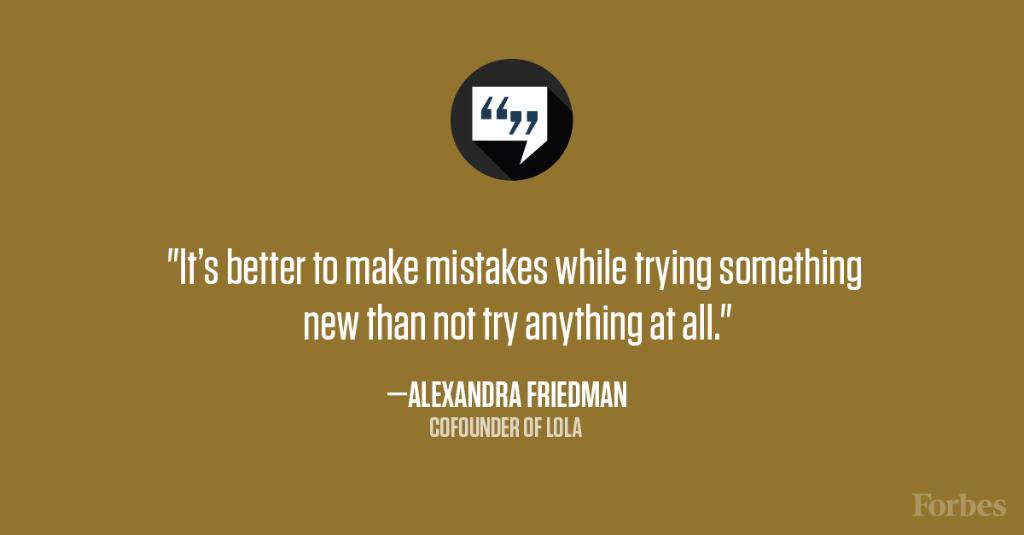 "It’s better to make mistakes while trying something
new than not try anything at all."
—ALEXANDRA FRIEDMAN
COFOUNDER OF LOLA
Forbes